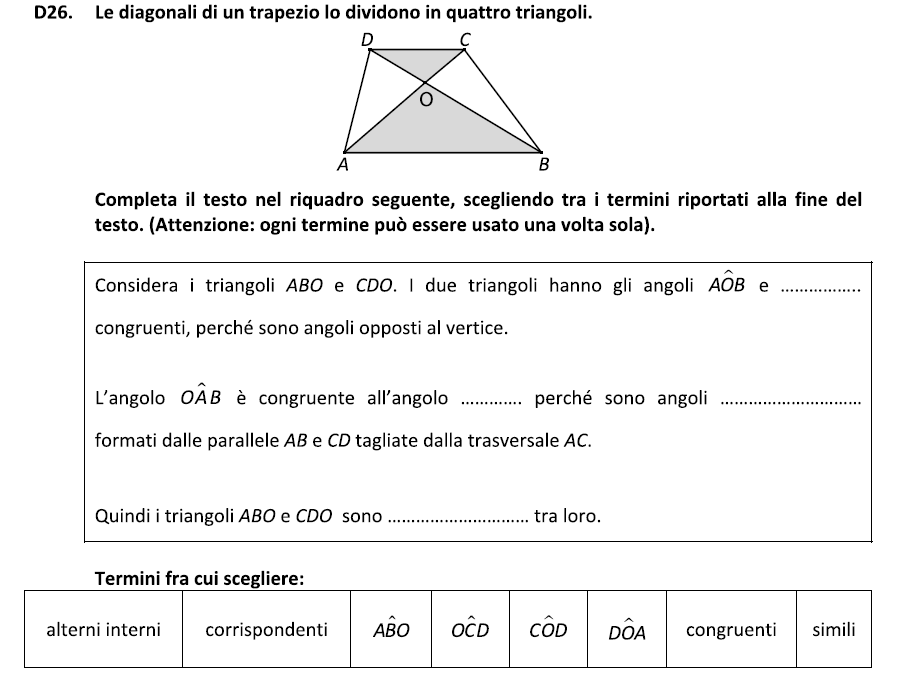 D26. Le diagonali di un trapezio lo dividono in quattro triangoli.
D C
O
A B
Completa il testo nel riquadro seguente, scegliendo tra i termini riportati alla fine del
testo. (Attenzione: ogni termine può essere usato una volta sola).
Considera i triangoli ABO e CDO. I due triangoli hanno gli angoli AÔB e ……………..
congruenti, perché sono angoli opposti al vertice.
L’angolo OÂB è congruente all’angolo …………. perché sono angoli …………………………
formati dalle parallele AB e CD tagliate dalla trasversale AC.
Quindi i triangoli ABO e CDO sono ………………………… tra loro.
Termini fra cui scegliere:
alterni interni corrispondenti AB̂O OĈD CÔD DÔA congruenti simili